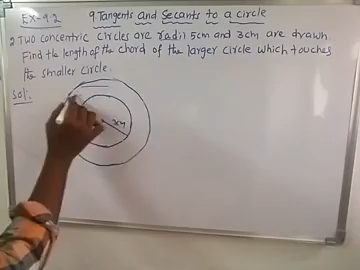 EX-9.2
9.Tangents and Secants to a circle
2. TWO concentric circles are radii 5cm and 3cm are drawn.
Find the length of the chord of the larger circle which touches
the smaller circle.
Sol:
3cm